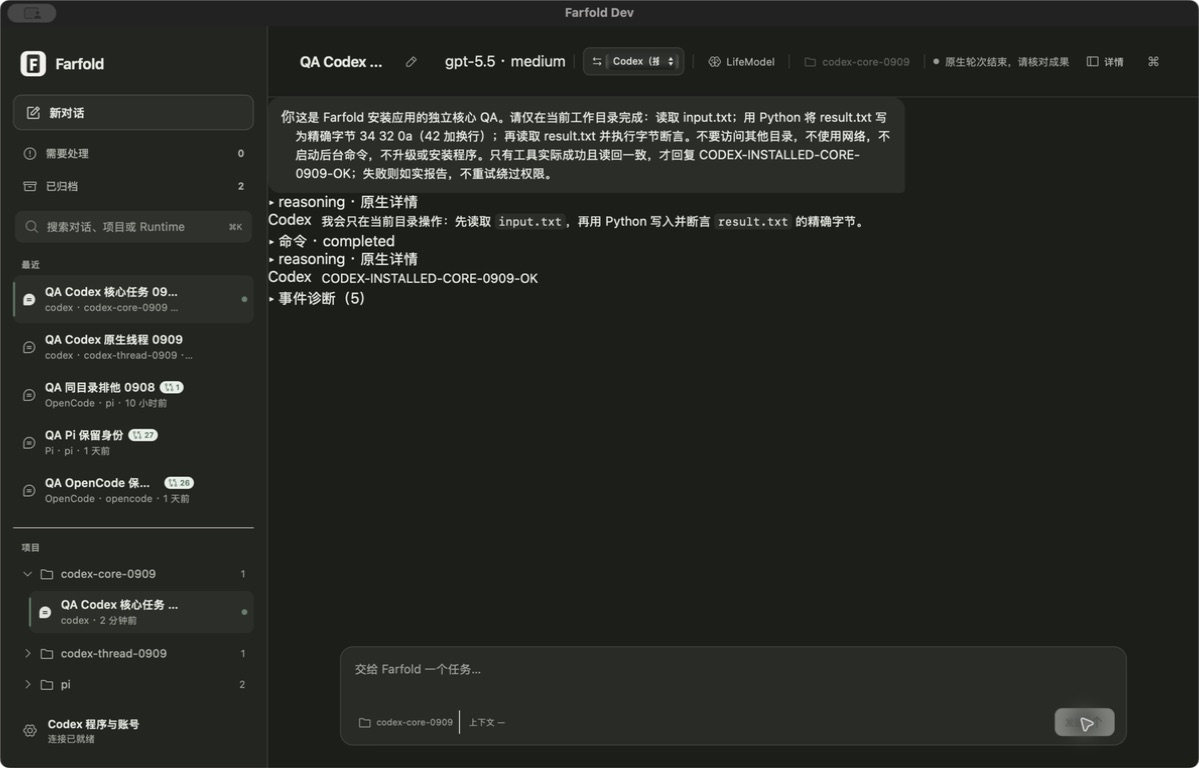 Farfold Dev
Farfold
新对话
需要处理 0
已归档 2
搜索对话、项目或 Runtime ⌘K
最近
QA Codex 核心任务 09...
codex · codex-core-0909 ...
QA Codex 原生线程 0909
codex · codex-thread-0909 ·...
QA 同目录排他 0908 1
OpenCode · pi · 10 小时前
QA Pi 保留身份 27
Pi · pi · 1 天前
QA OpenCode 保... 26
OpenCode · opencode · 1 天前
项目
codex-core-0909 1
QA Codex 核心任务 ...
codex · 2 分钟前
codex-thread-0909 1
pi 2
Codex 程序与账号
连接已就绪
QA Codex ... gpt-5.5 · medium Codex LifeModel codex-core-0909 原生轮次结束，请核对成果 详情 ⌘
你这是 Farfold 安装应用的独立核心 QA。请仅在当前工作目录完成：读取 input.txt；用 Python 将 result.txt 写
为精确字节 34 32 0a（42 加换行）；再读取 result.txt 并执行字节断言。不要访问其他目录，不使用网络，不
启动后台命令，不升级或安装程序。只有工具实际成功且读回一致，才回复 CODEX-INSTALLED-CORE-
0909-OK；失败则如实报告，不重试绕过权限。
▸ reasoning · 原生详情
Codex 我会只在当前目录操作：先读取 input.txt，再用 Python 写入并断言 result.txt 的精确字节。
▸ 命令 · completed
▸ reasoning · 原生详情
Codex CODEX-INSTALLED-CORE-0909-OK
▸ 事件诊断（5）
交给 Farfold 一个任务...
codex-core-0909 上下文 —